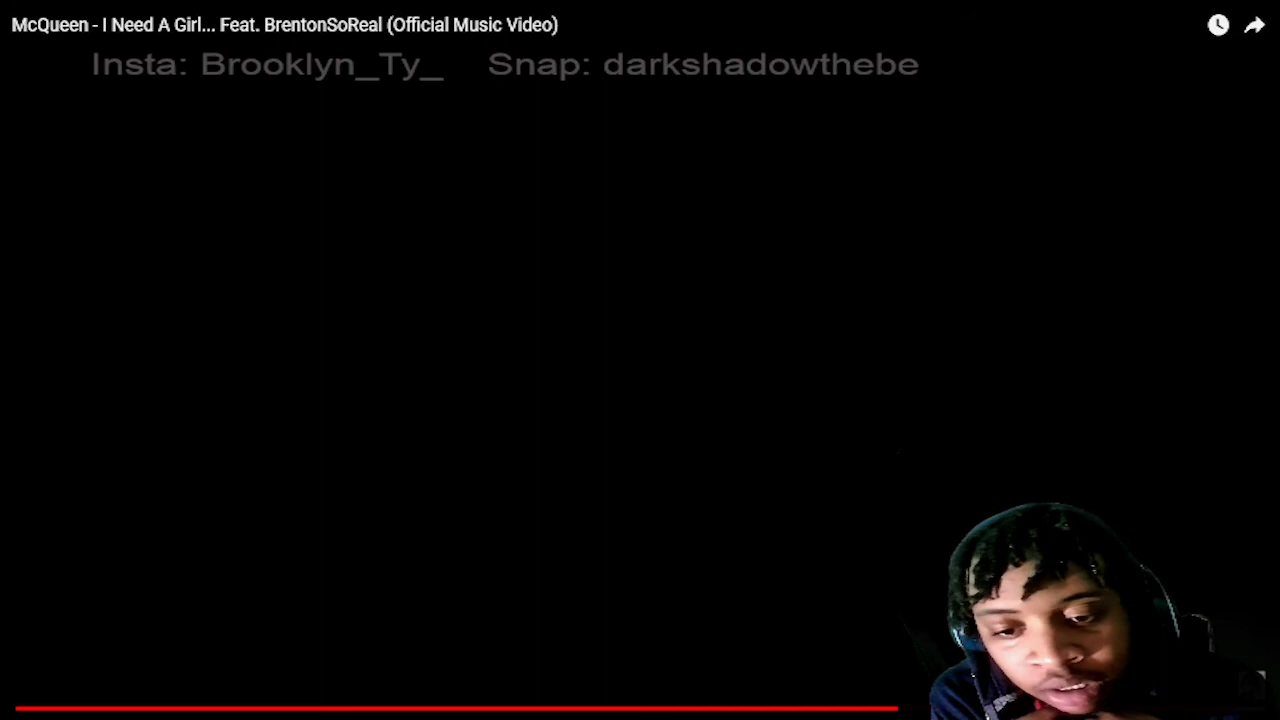 McQueen - I Need A Girl... Feat. BrentonSoReal (Official Music Video)
Insta: Brooklyn_Ty_ Snap: darkshadowthebe